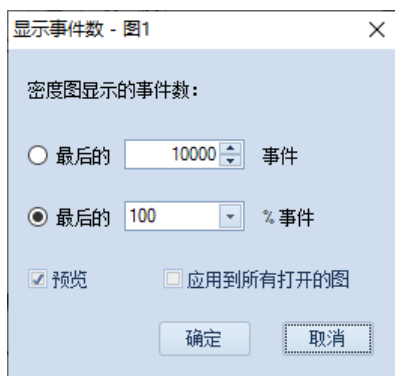 显示事件数 - 图1
密度图显示的事件数:
最后的 10000 事件
最后的 100 % 事件
预览 应用到所有打开的图
确定 取消